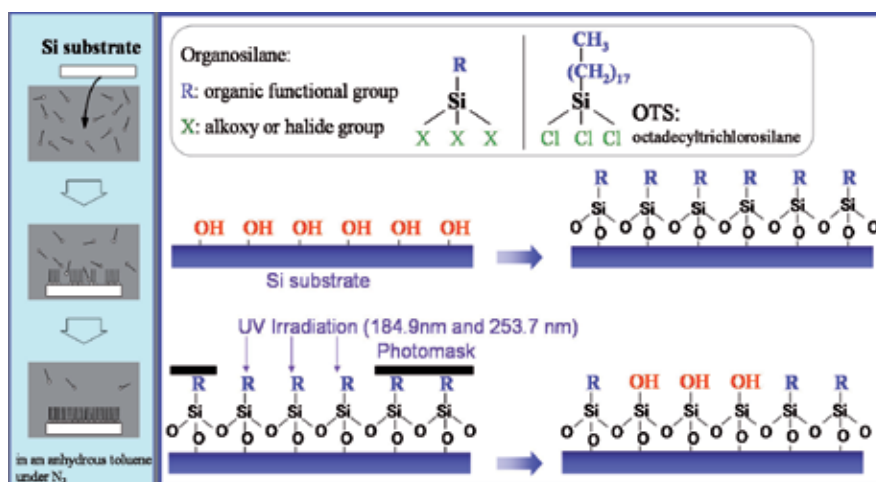 Si substrate
in an anhydrous toluene
under N₂
Organosilane:
R: organic functional group
X: alkoxy or halide group
R
Si
X X X
CH₃
(CH₂)₁₇
Si
Cl Cl Cl
OTS:
octadecyltrichlorosilane
OH OH OH OH OH OH
Si substrate
R R R R R R
Si Si Si Si Si Si
O O O O O O O
O O O O O O
UV Irradiation (184.9nm and 253.7 nm)
Photomask
R R R R R R
Si Si Si Si Si Si
O O O O O O O
O O O O O O
R OH OH OH R R
Si Si Si Si Si Si
O O O O O O O
O O O O O O